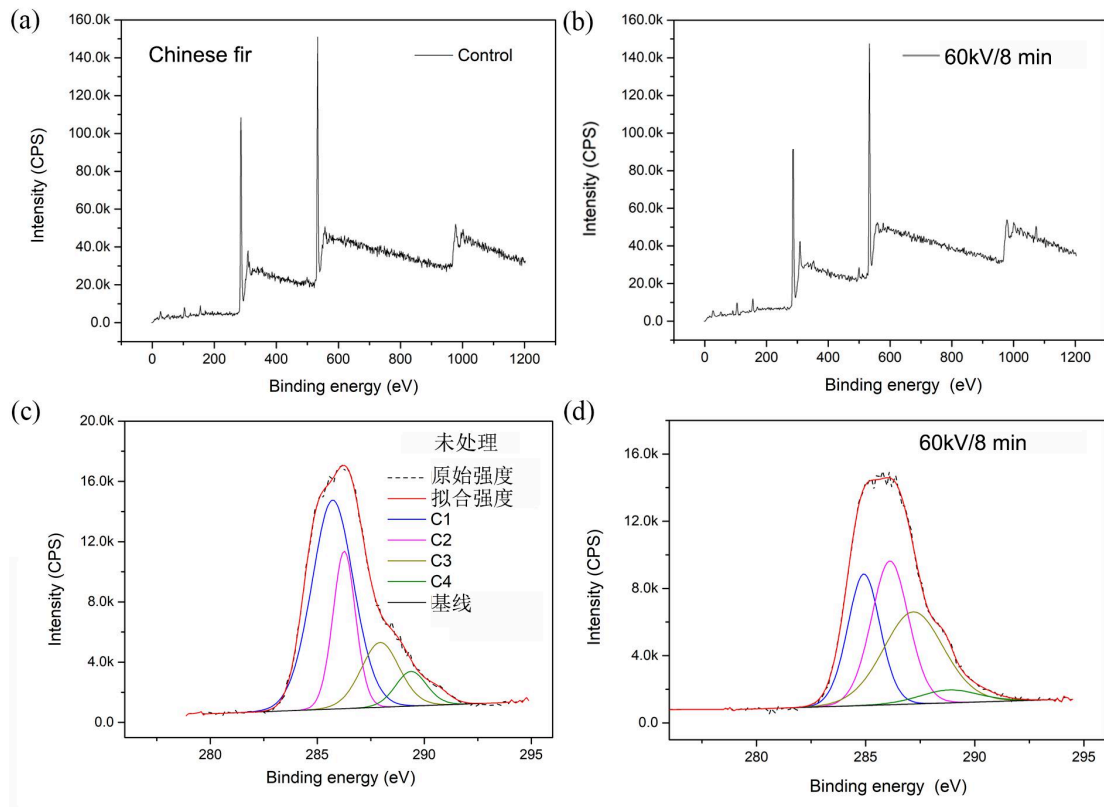 (a)
160.0k
140.0k
120.0k
100.0k
80.0k
60.0k
40.0k
20.0k
0.0
Intensity (CPS)
Chinese fir
Control
0 200 400 600 800 1000 1200
Binding energy (eV)
(b)
160.0k
140.0k
120.0k
100.0k
80.0k
60.0k
40.0k
20.0k
0.0
Intensity (CPS)
60kV/8 min
0 200 400 600 800 1000 1200
Binding energy (eV)
(c)
20.0k
16.0k
12.0k
8.0k
4.0k
0.0
Intensity (CPS)
未处理
原始强度
拟合强度
C1
C2
C3
C4
基线
280 285 290 295
Binding energy (eV)
(d)
16.0k
12.0k
8.0k
4.0k
0.0
Intensity (CPS)
60kV/8 min
280 285 290 295
Binding energy (eV)